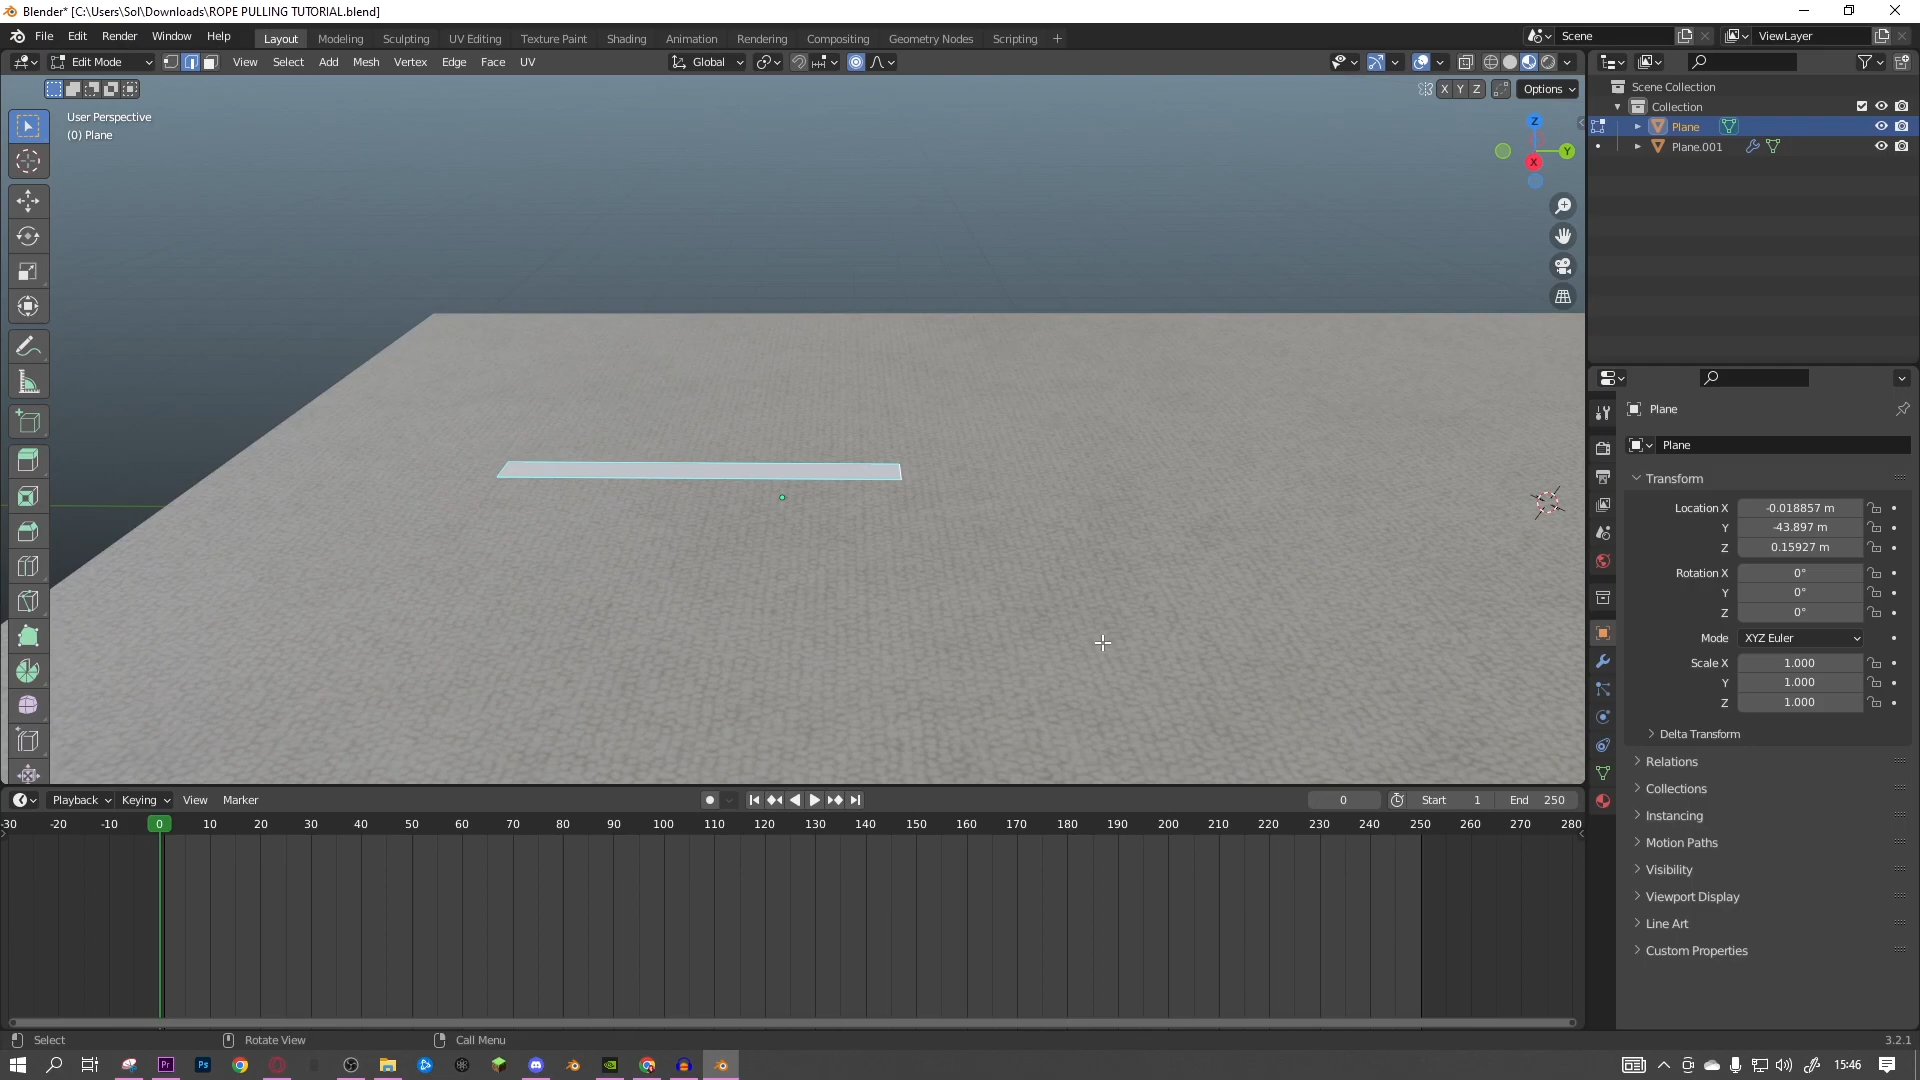 Blender* [C:\Users\Sol\Downloads\ROPE PULLING TUTORIAL.blend]
File Edit Render Window Help Layout Modeling Sculpting UV Editing Texture Paint Shading Animation Rendering Compositing Geometry Nodes Scripting + Scene ViewLayer
Edit Mode View Select Add Mesh Vertex Edge Face UV Global
X Y Z Options
User Perspective
(0) Plane
Z
Y
X
Scene Collection
Collection
Plane
Plane.001
Plane
Plane
Transform
Location X -0.018857 m
Y -43.897 m
Z 0.15927 m
Rotation X 0°
Y 0°
Z 0°
Mode XYZ Euler
Scale X 1.000
Y 1.000
Z 1.000
Delta Transform
Relations
Collections
Instancing
Motion Paths
Visibility
Viewport Display
Line Art
Custom Properties
Playback Keying View Marker 0 Start 1 End 250
-30 -20 -10 0 10 20 30 40 50 60 70 80 90 100 110 120 130 140 150 160 170 180 190 200 210 220 230 240 250 260 270 280
Select Rotate View Call Menu 3.2.1
Pr Ps 15:46